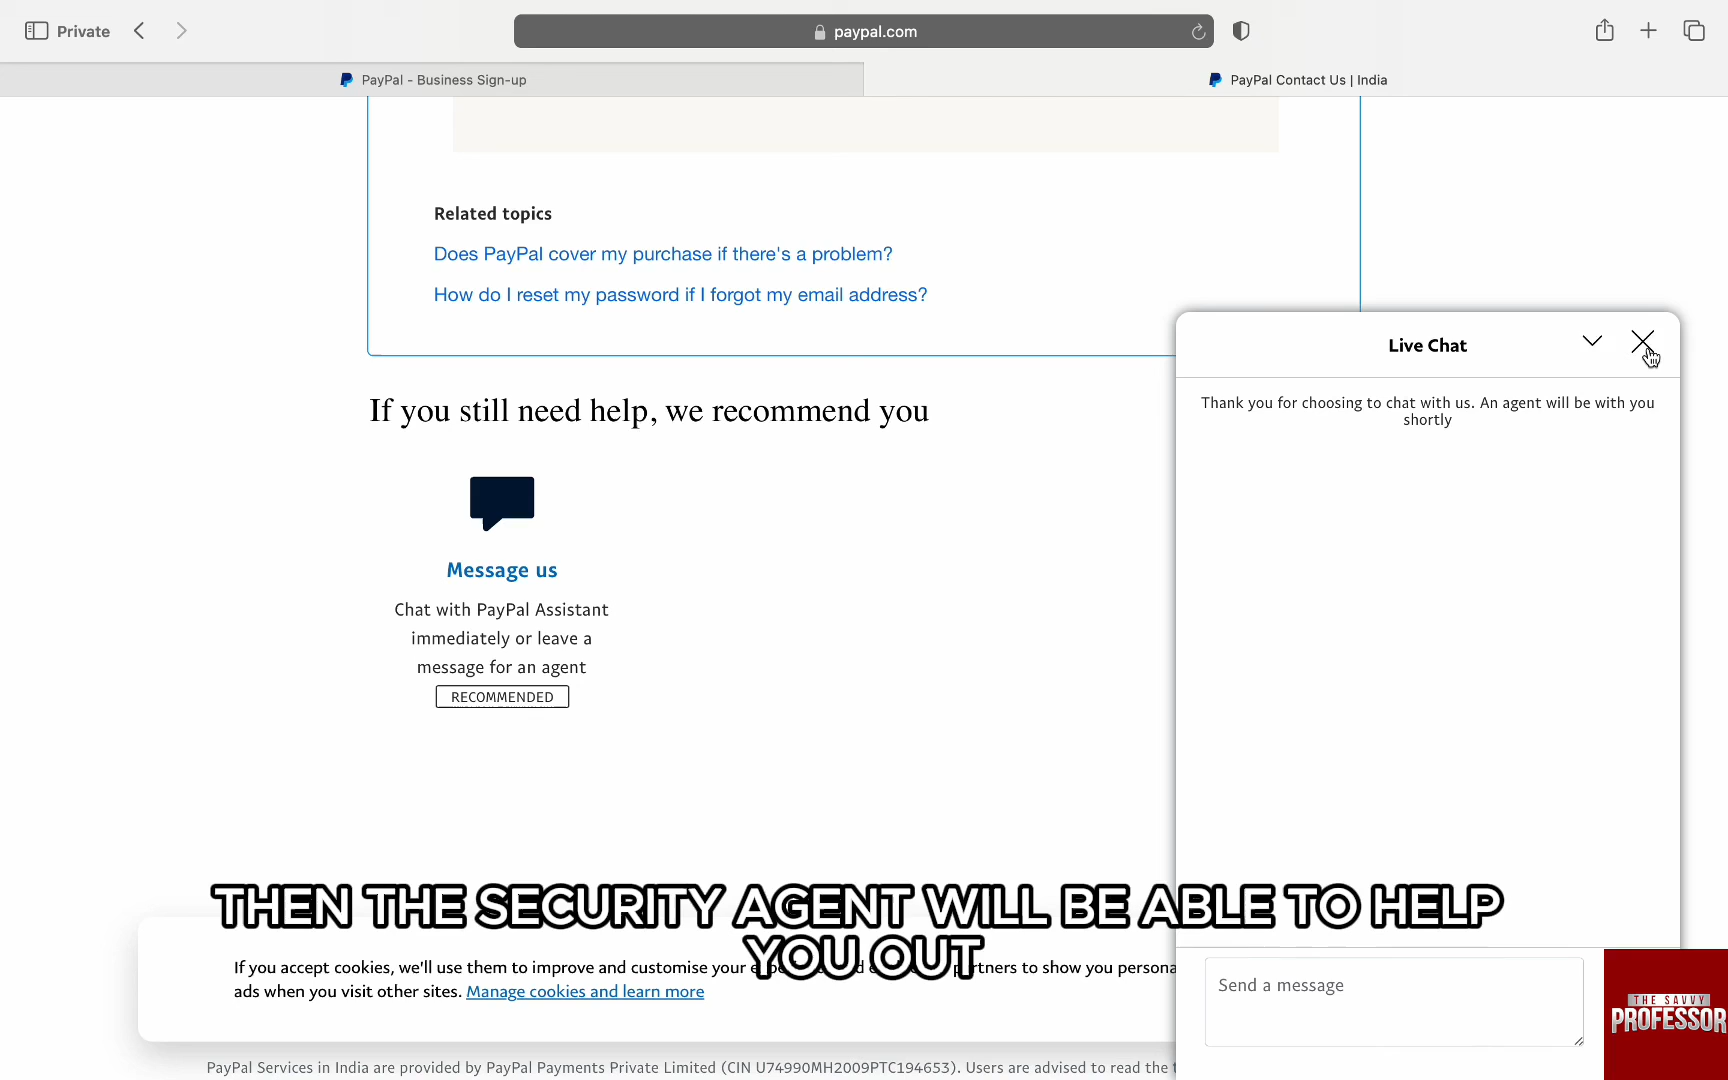 Private
paypal.com
PayPal - Business Sign-up
PayPal Contact Us | India
Related topics
Does PayPal cover my purchase if there's a problem?
How do I reset my password if I forgot my email address?
If you still need help, we recommend you
Message us
Chat with PayPal Assistant
immediately or leave a
message for an agent
RECOMMENDED
Live Chat
Thank you for choosing to chat with us. An agent will be with you
shortly
Send a message
THEN THE SECURITY AGENT WILL BE ABLE TO HELP
YOU OUT
If you accept cookies, we'll use them to improve and customise your partners to show you persona
ads when you visit other sites. Manage cookies and learn more
PayPal Services in India are provided by PayPal Payments Private Limited (CIN U74990MH2009PTC194653). Users are advised to read the
THE SAVVY
PROFESSOR